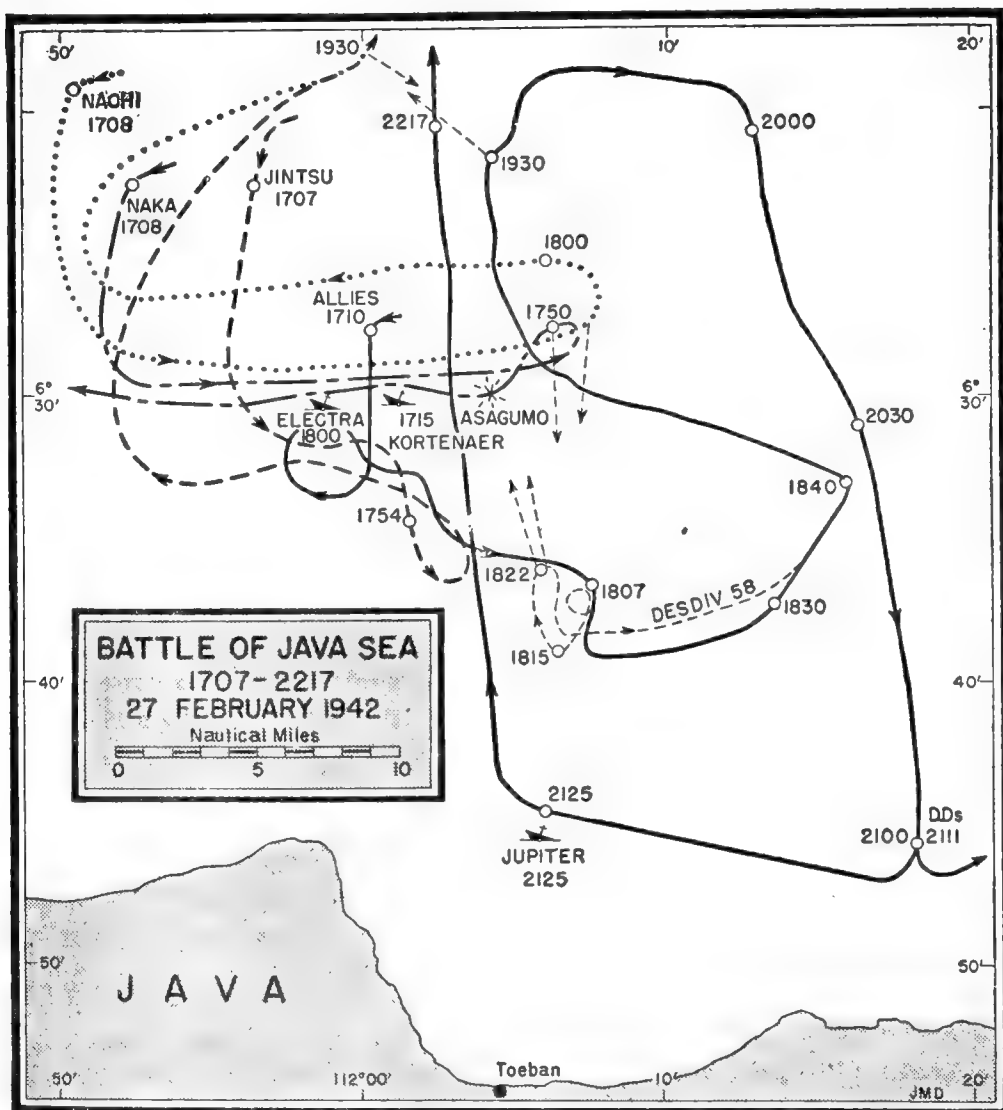 50'
10'
20'
1930
NACHI
1708
2217
1930
2000
JINTSU
1707
NAKA
1708
1800
ALLIES
1710
1750
6°
30'
6°
30'
ELECTRA
1800
1715
KORTENAER
ASAGUMO
2030
1840
1754
1822
1807
DESDIV 58
1830
1815
BATTLE OF JAVA SEA
1707-2217
27 FEBRUARY 1942
Nautical Miles
0 5 10
40'
40'
2125
JUPITER
2125
DDs
2100 2111
50'
50'
JAVA
Toeban
50'
112°00'
10'
20'
JMD